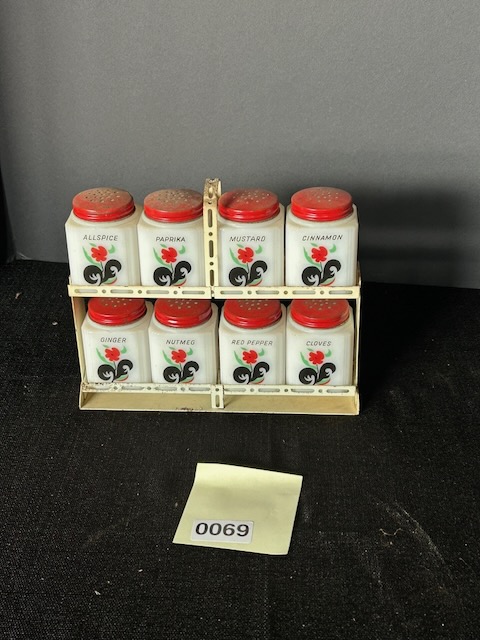 ALLSPICE PAPRIKA MUSTARD CINNAMON
GINGER NUTMEG RED PEPPER CLOVES
0069